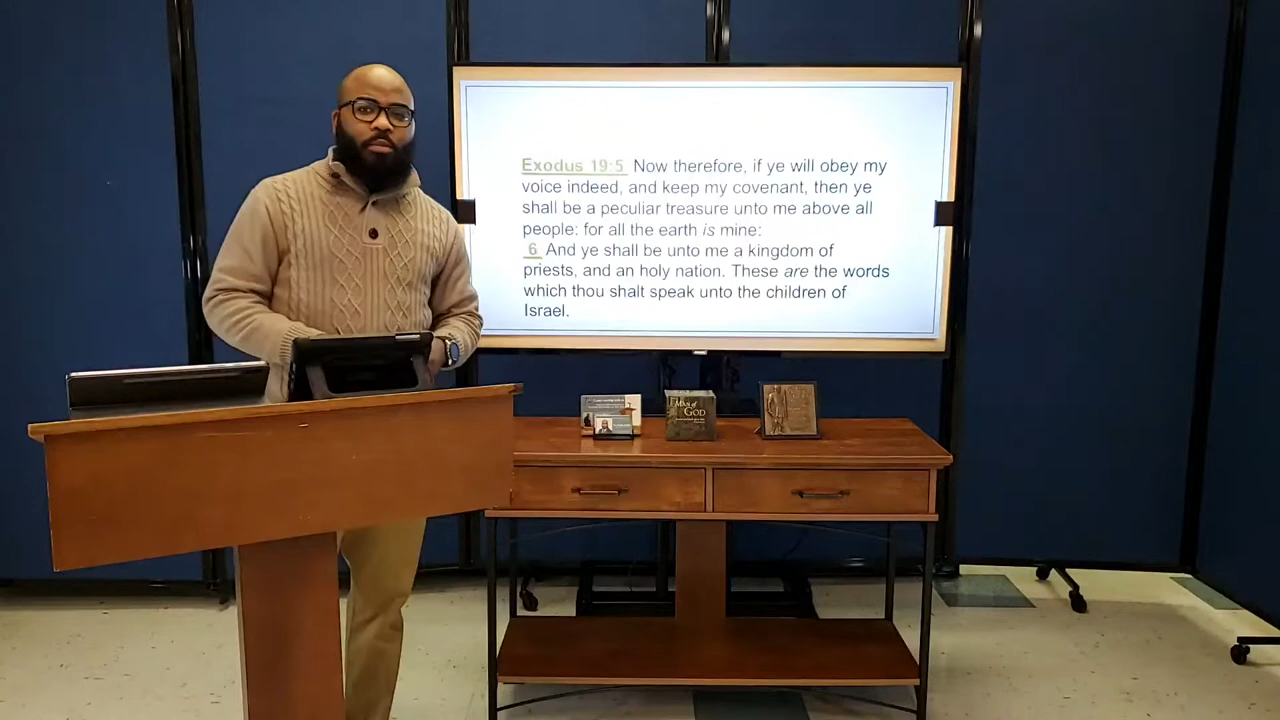 Exodus 19:5 Now therefore, if ye will obey my
voice indeed, and keep my covenant, then ye
shall be a peculiar treasure unto me above all
people: for all the earth is mine:
6 And ye shall be unto me a kingdom of
priests, and an holy nation. These are the words
which thou shalt speak unto the children of
Israel.
Man of
GOD